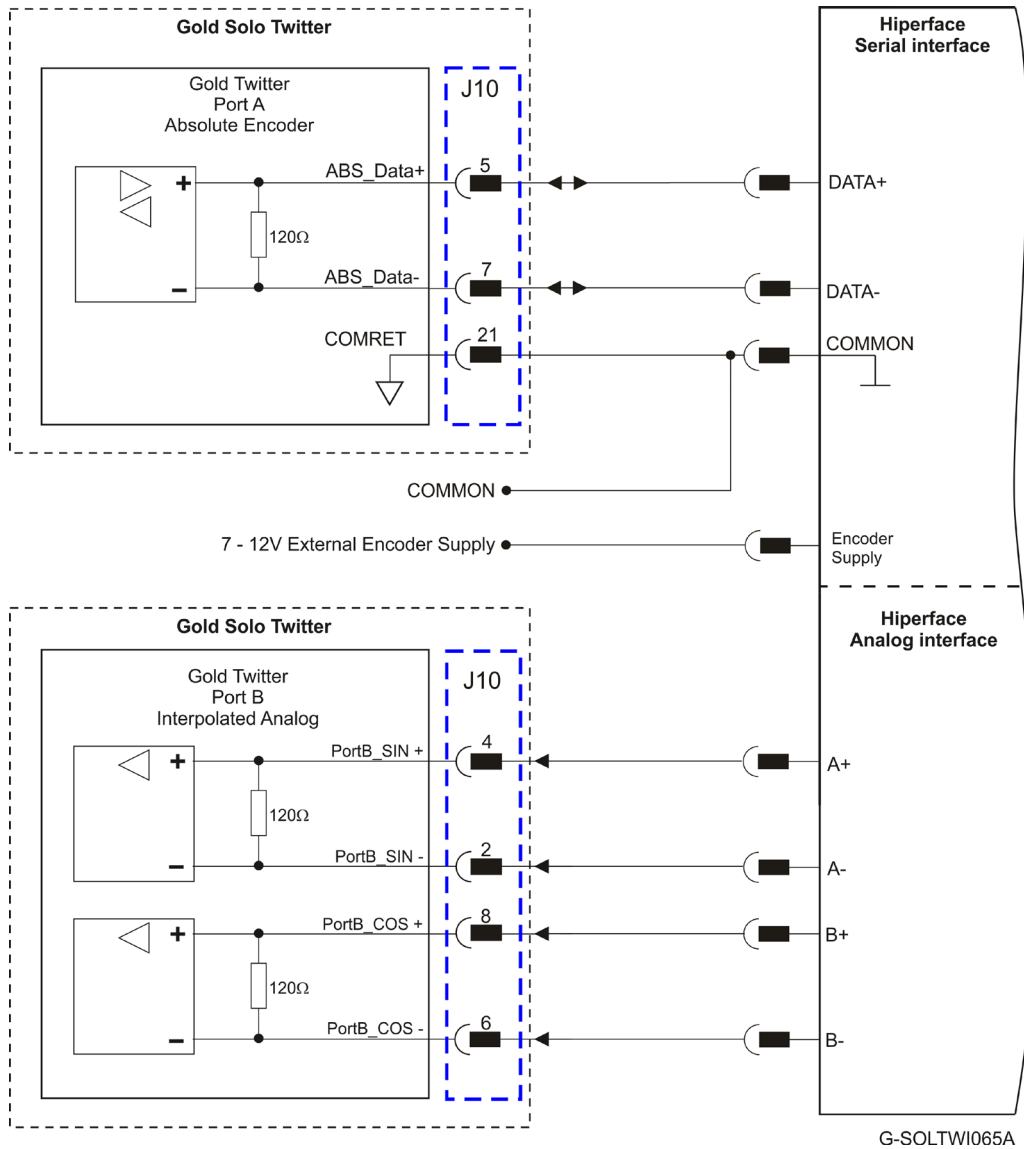 Gold Solo Twitter
Hiperface
Serial interface
Gold Twitter
Port A
Absolute Encoder
J10
ABS_Data+
5
DATA+
120Ω
ABS_Data-
7
DATA-
COMRET
21
COMMON
COMMON
7 - 12V External Encoder Supply
Encoder
Supply
Gold Solo Twitter
Hiperface
Analog interface
Gold Twitter
Port B
Interpolated Analog
J10
PortB_SIN +
4
A+
120Ω
PortB_SIN -
2
A-
PortB_COS +
8
B+
120Ω
PortB_COS -
6
B-
G-SOLTWI065A